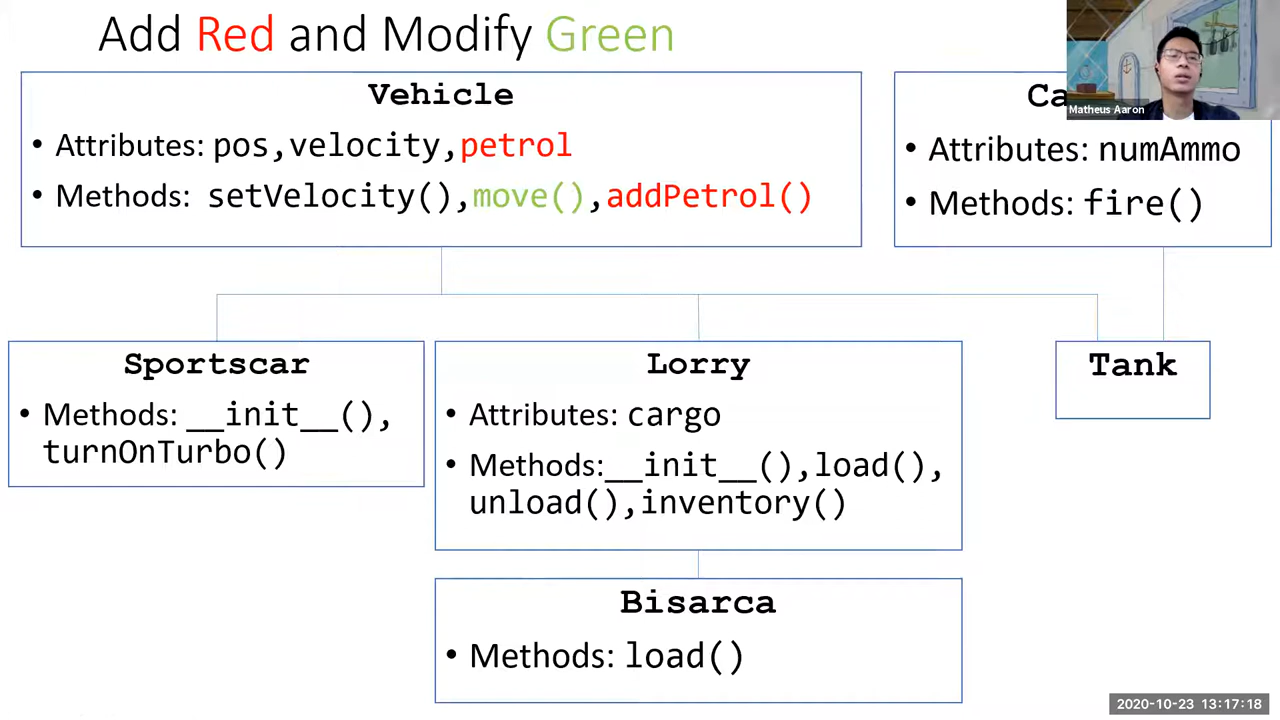 Add Red and Modify Green
Vehicle
• Attributes: pos,velocity,petrol
• Methods: setVelocity(),move(),addPetrol()
• Attributes: numAmmo
• Methods: fire()
Matheus Aaron
Sportscar
• Methods: __init__(),
turnOnTurbo()
Lorry
• Attributes: cargo
• Methods:__init__(),load(),
unload(),inventory()
Tank
Bisarca
• Methods: load()
2020-10-23 13:17:18